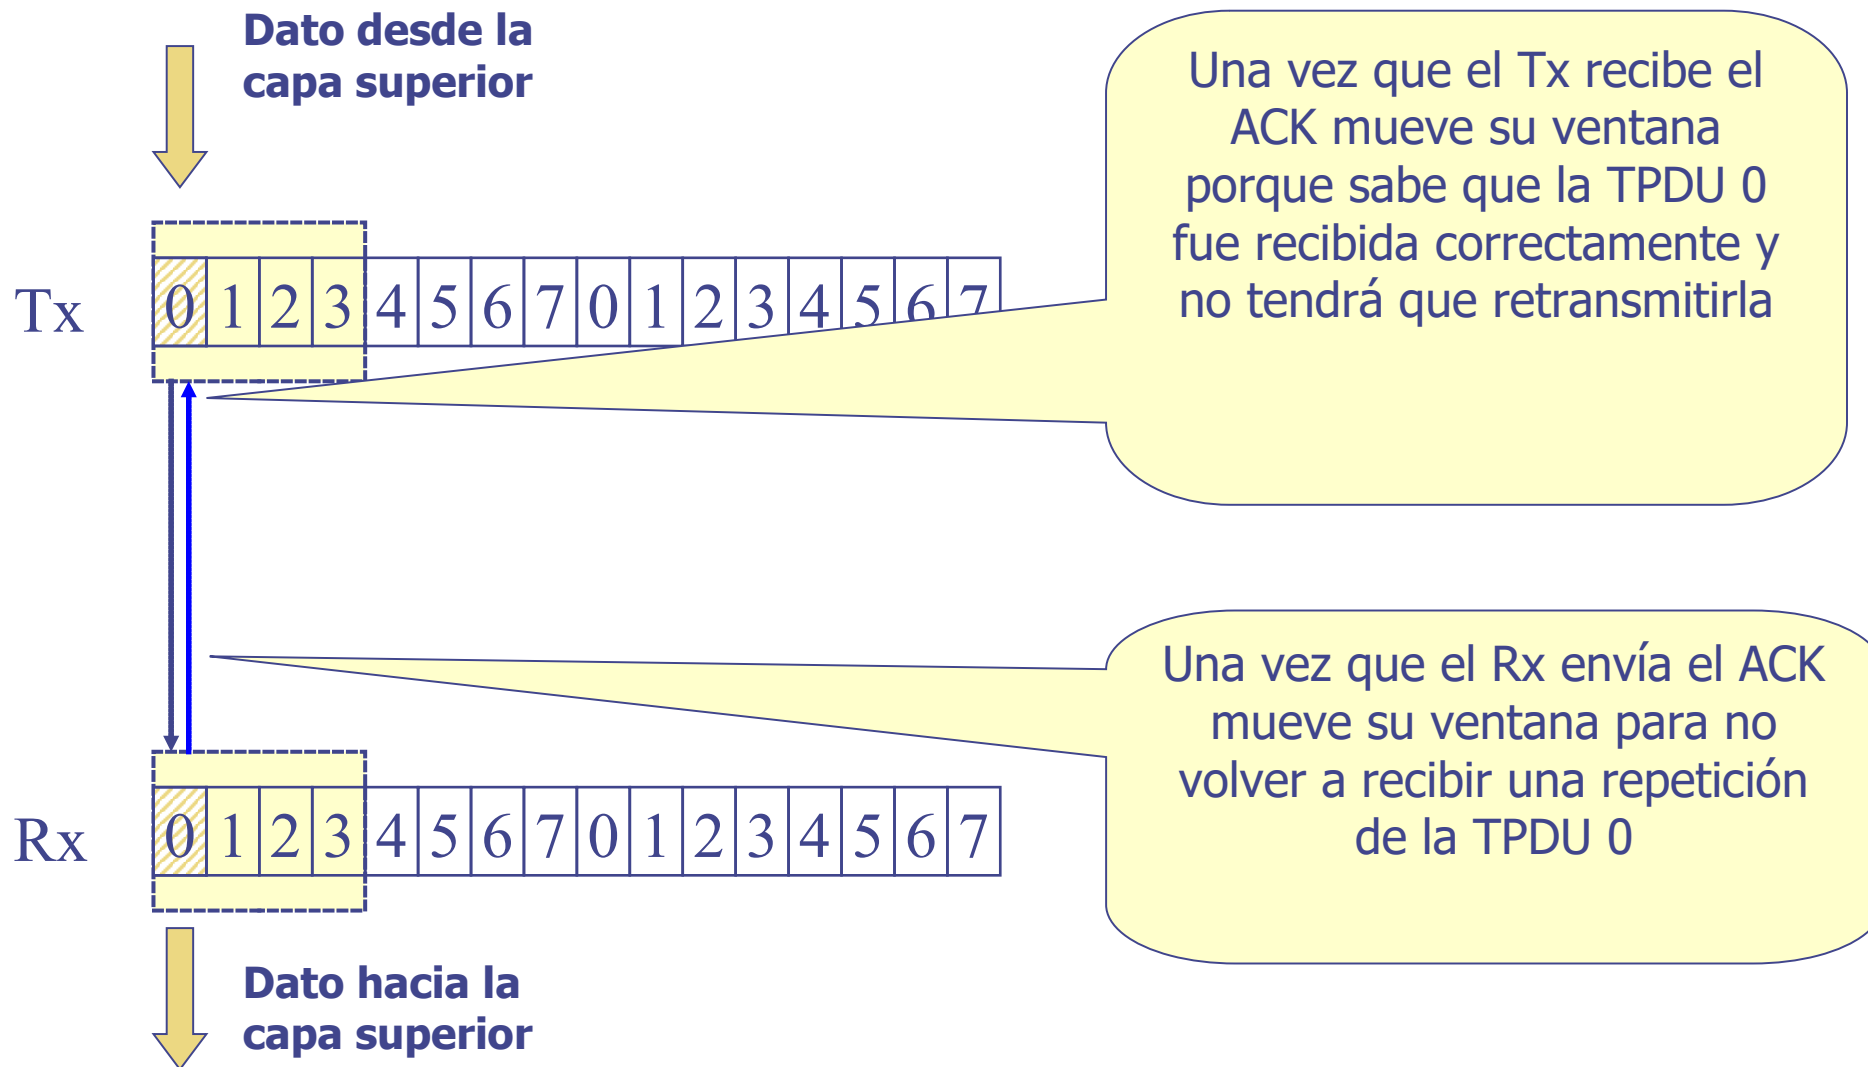 Dato desde la
capa superior
Una vez que el Tx recibe el
ACK mueve su ventana
porque sabe que la TPDU 0
fue recibida correctamente y
no tendrá que retransmitirla
Tx
0 1 2 3 4 5 6 7 0 1 2 3 4 5 6 7
Una vez que el Rx envía el ACK
mueve su ventana para no
volver a recibir una repetición
de la TPDU 0
Rx
0 1 2 3 4 5 6 7 0 1 2 3 4 5 6 7
Dato hacia la
capa superior